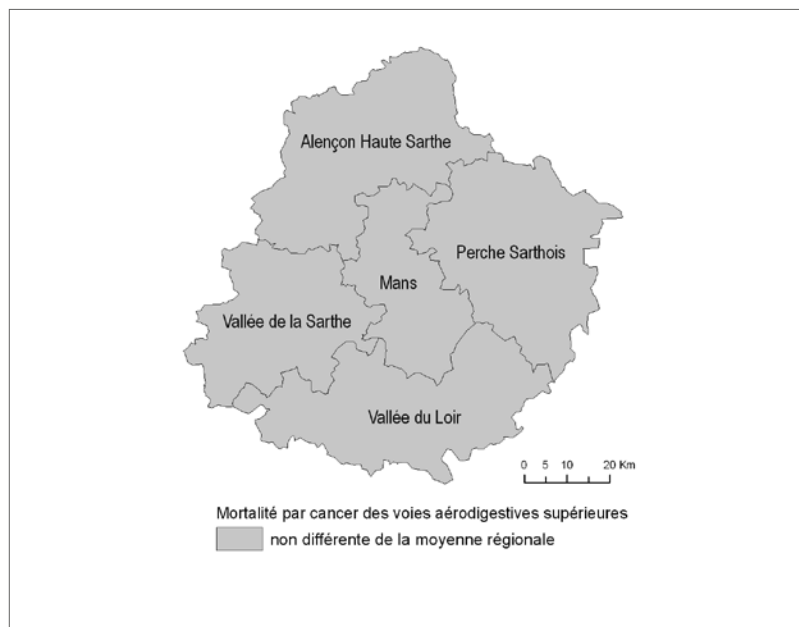 Alençon Haute Sarthe
Perche Sarthois
Mans
Vallée de la Sarthe
Vallée du Loir
0 5 10 20 Km
Mortalité par cancer des voies aérodigestives supérieures
non différente de la moyenne régionale